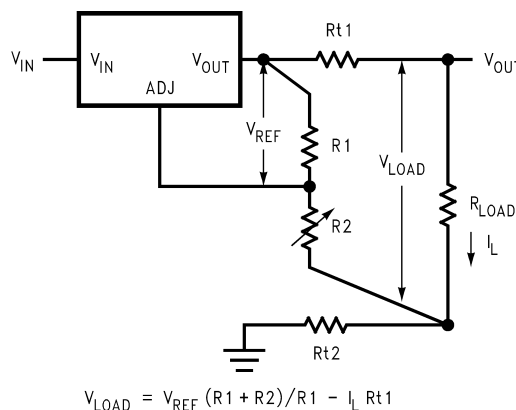 Rt1
V_IN
V_IN
V_OUT
V_OUT
ADJ
V_REF
R1
V_LOAD
R2
R_LOAD
I_L
Rt2
V_LOAD = V_REF (R1 + R2)/R1 - I_L Rt1